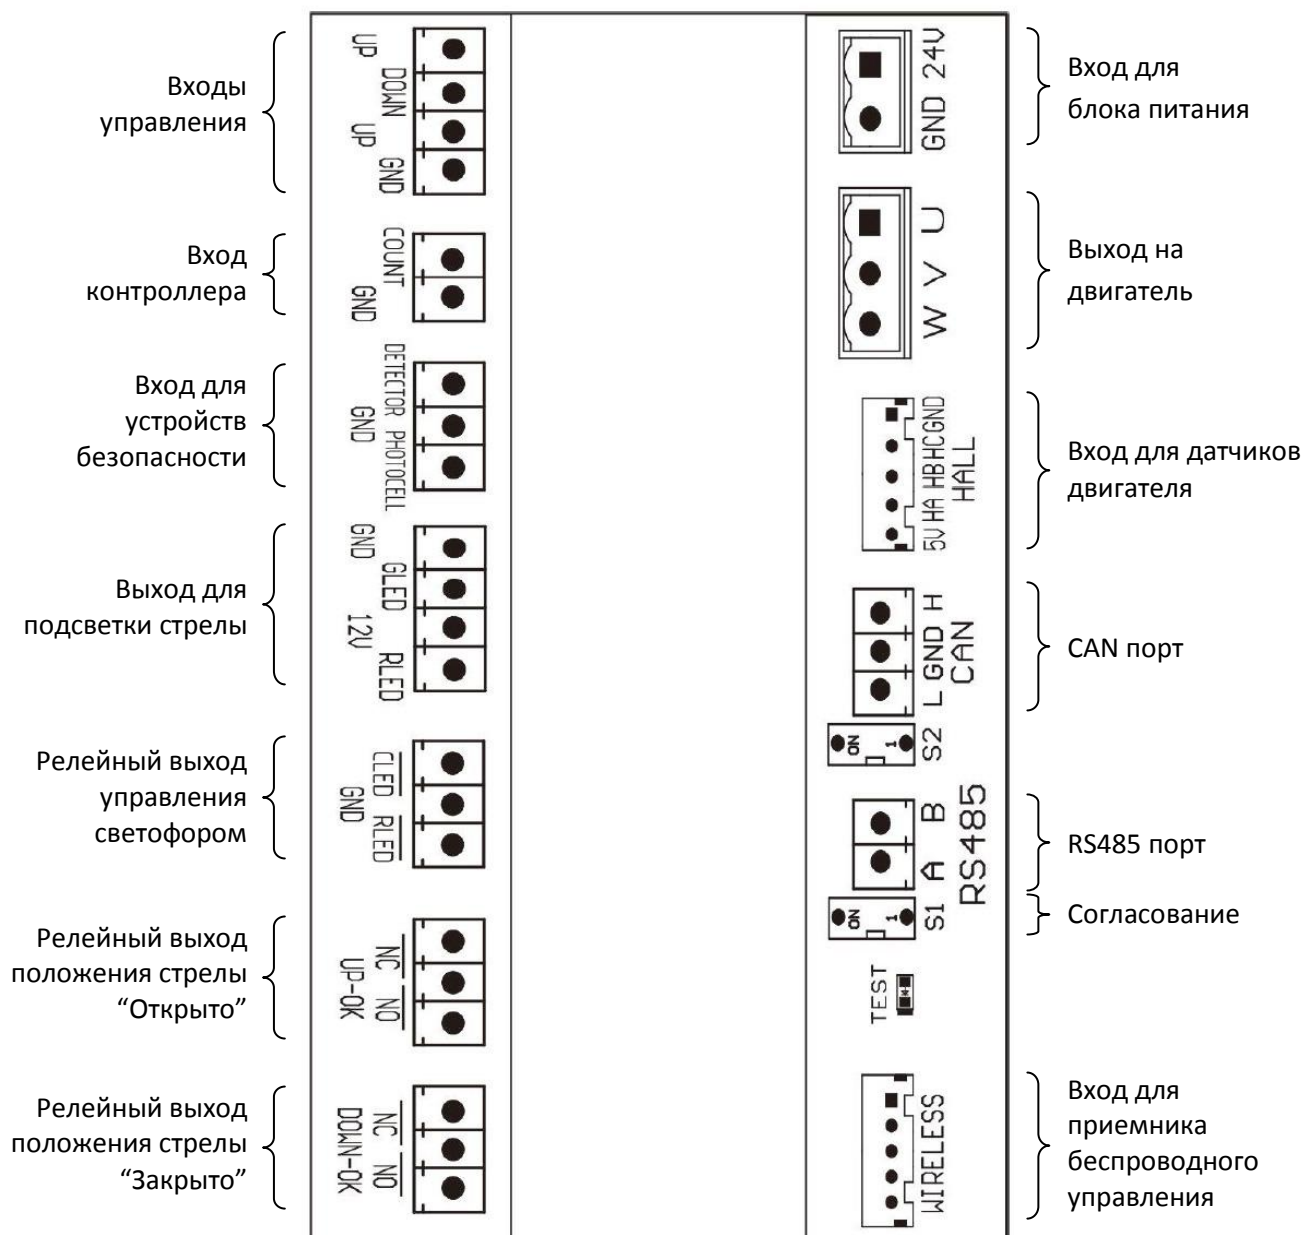 Входы
управления
UP
DOWN
UP
GND
Вход
контроллера
COUNT
GND
Вход для
устройств
безопасности
DETECTOR
GND
PHOTOCELL
Выход для
подсветки стрелы
GND
GLED
12V
RLED
Релейный выход
управления
светофором
CLED
GND
RLED
Релейный выход
положения стрелы
“Открыто”
NC
UP-OK
NO
Релейный выход
положения стрелы
“Закрыто”
NC
DOWN-OK
NO
GND 24V
Вход для
блока питания
W V U
Выход на
двигатель
5V HA HB HC GND
HALL
Вход для датчиков
двигателя
L GND H
CAN
CAN порт
ON 1
S2
A B
RS485
RS485 порт
ON 1
S1
Согласование
TEST
WIRELESS
Вход для
приемника
беспроводного
управления